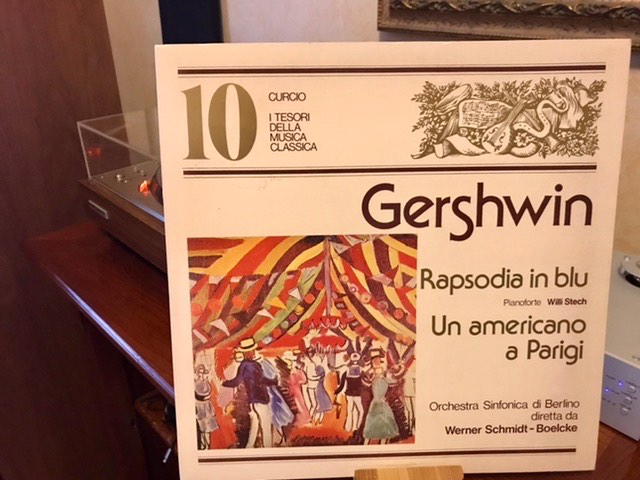 10
CURCIO
I TESORI
DELLA
MUSICA
CLASSICA
Gershwin
Rapsodia in blu
Pianoforte Willi Stech
Un americano
a Parigi
Orchestra Sinfonica di Berlino
diretta da
Werner Schmidt-Boelcke